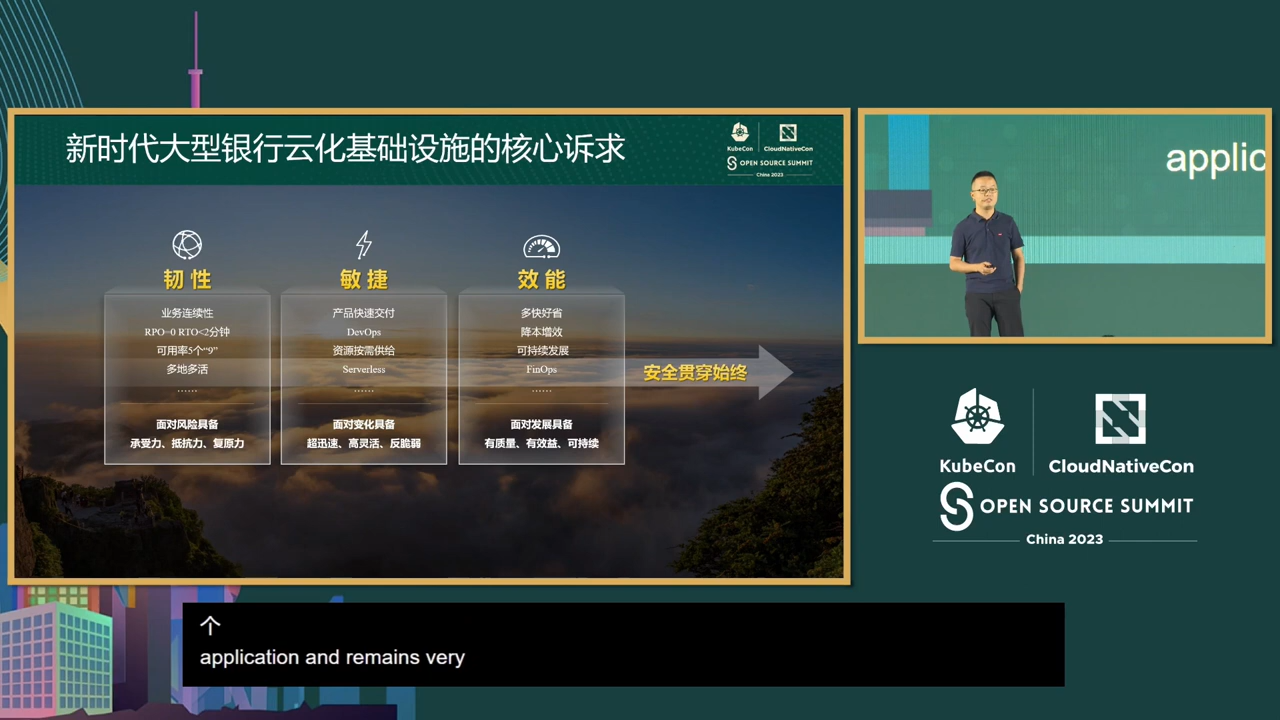 新时代大型银行云化基础设施的核心诉求
KubeCon
CloudNativeCon
OPEN SOURCE SUMMIT
China 2023
韧 性
业务连续性
RPO=0 RTO<2分钟
可用率5个“9”
多地多活
······
面对风险具备
承受力、抵抗力、复原力
敏 捷
产品快速交付
DevOps
资源按需供给
Serverless
······
面对变化具备
超迅速、高灵活、反脆弱
效 能
多快好省
降本增效
可持续发展
FinOps
······
面对发展具备
有质量、有效益、可持续
安全贯穿始终
applic
KubeCon
CloudNativeCon
OPEN SOURCE SUMMIT
China 2023
个
application and remains very